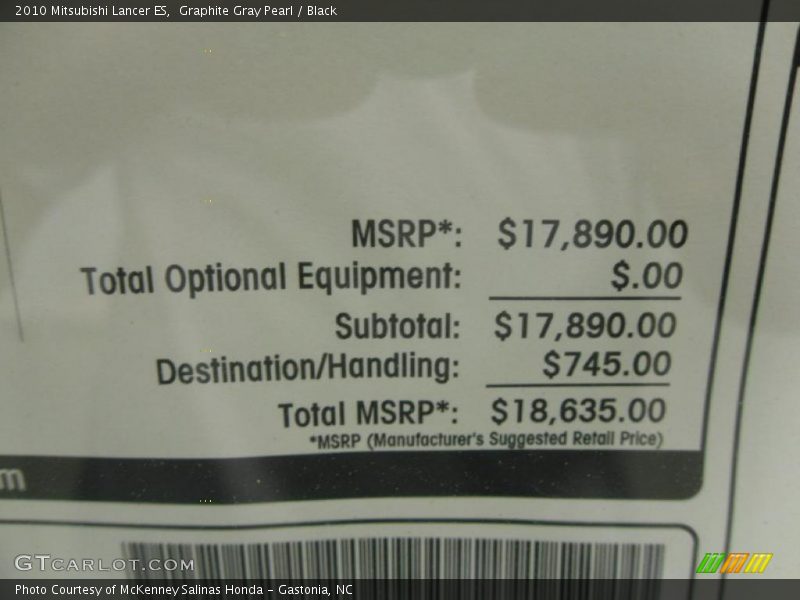 2010 Mitsubishi Lancer ES,  Graphite Gray Pearl / Black
MSRP*: $17,890.00
Total Optional Equipment: $.00
Subtotal: $17,890.00
Destination/Handling: $745.00
Total MSRP*: $18,635.00
*MSRP (Manufacturer's Suggested Retail Price)
m
GTCARLOT.COM
Photo Courtesy of McKenney Salinas Honda - Gastonia, NC